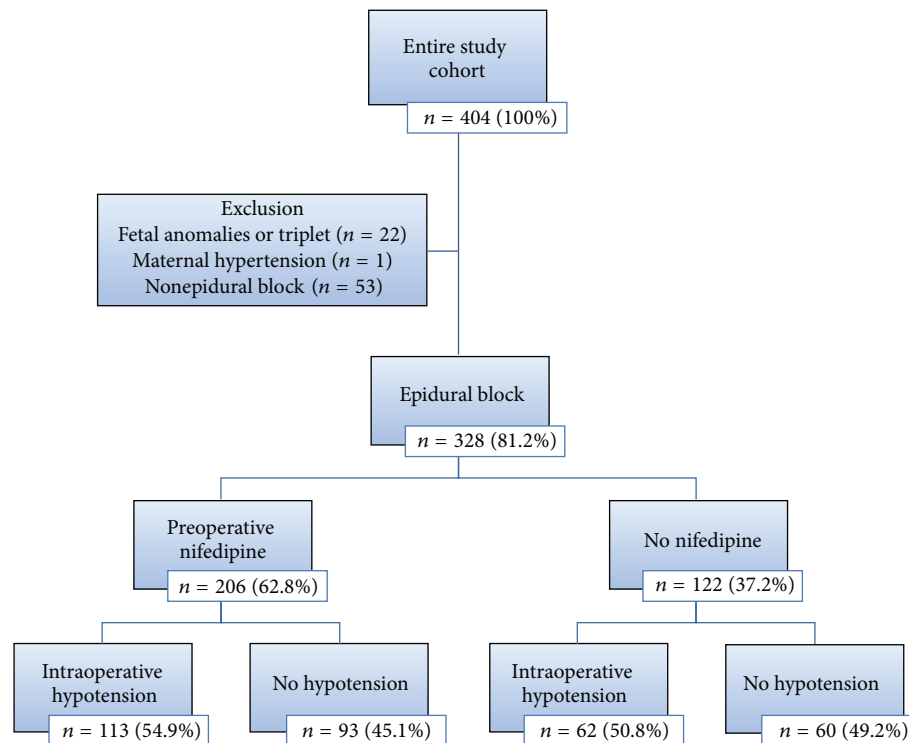 Entire study
cohort
n = 404 (100%)
Exclusion
Fetal anomalies or triplet (n = 22)
Maternal hypertension (n = 1)
Nonepidural block (n = 53)
Epidural block
n = 328 (81.2%)
Preoperative
nifedipine
n = 206 (62.8%)
No nifedipine
n = 122 (37.2%)
Intraoperative
hypotension
n = 113 (54.9%)
No hypotension
n = 93 (45.1%)
Intraoperative
hypotension
n = 62 (50.8%)
No hypotension
n = 60 (49.2%)